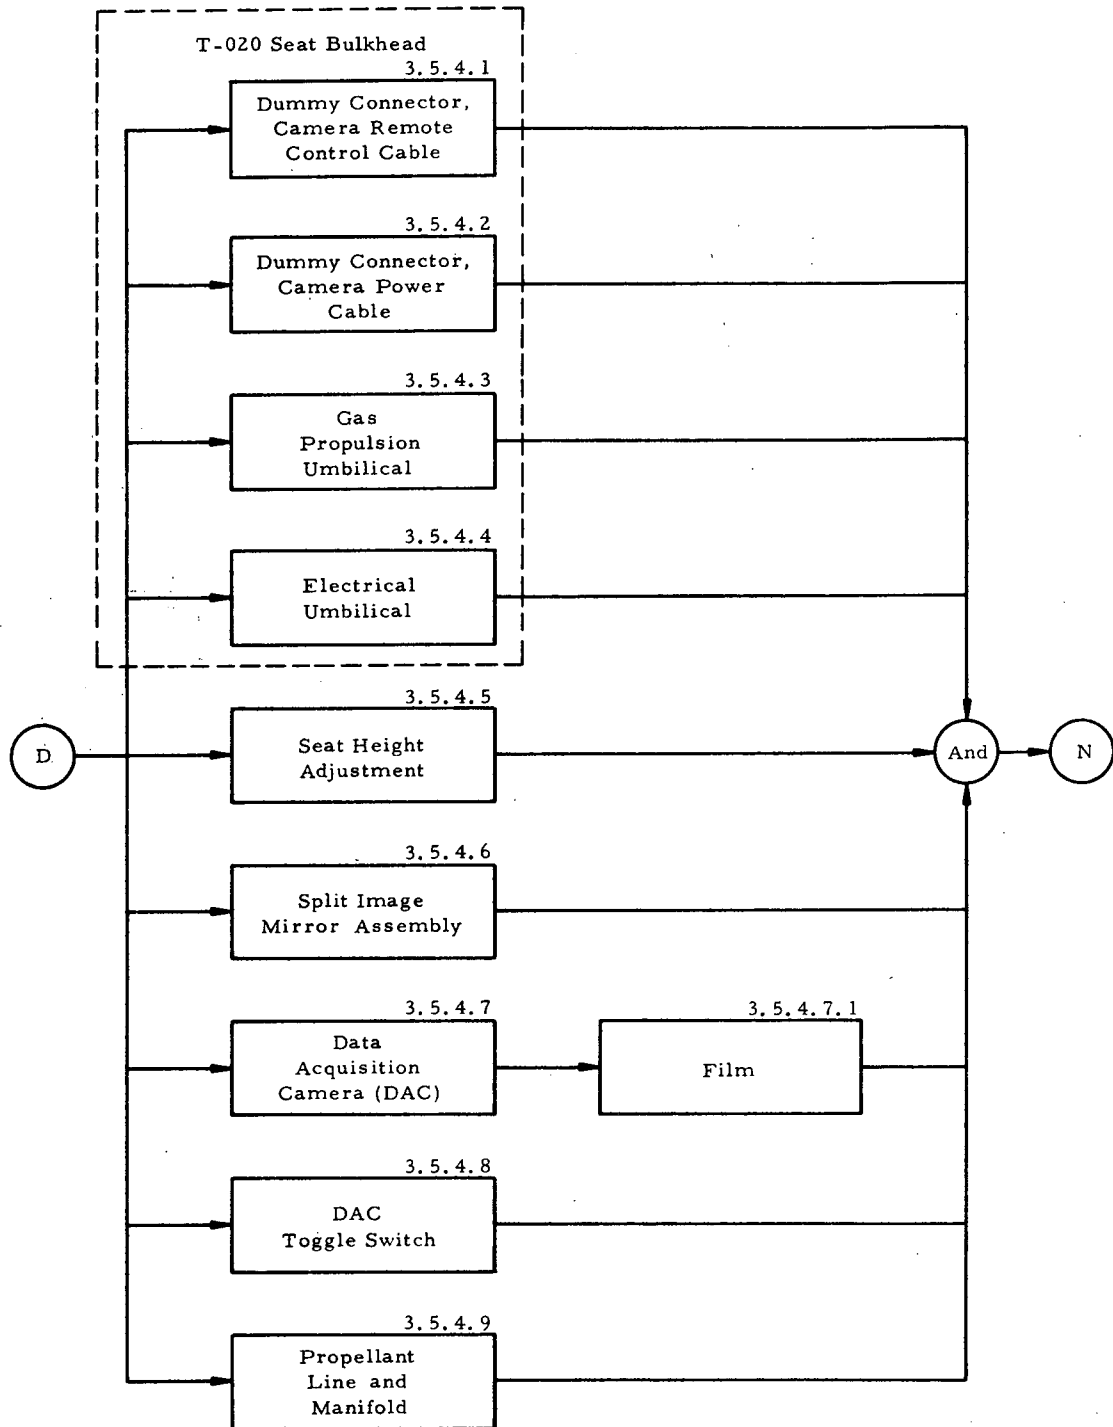 T-020 Seat Bulkhead
3.5.4.1
Dummy Connector,
Camera Remote
Control Cable
3.5.4.2
Dummy Connector,
Camera Power
Cable
3.5.4.3
Gas
Propulsion
Umbilical
3.5.4.4
Electrical
Umbilical
D
3.5.4.5
Seat Height
Adjustment
And
N
3.5.4.6
Split Image
Mirror Assembly
3.5.4.7
Data
Acquisition
Camera (DAC)
3.5.4.7.1
Film
3.5.4.8
DAC
Toggle Switch
3.5.4.9
Propellant
Line and
Manifold